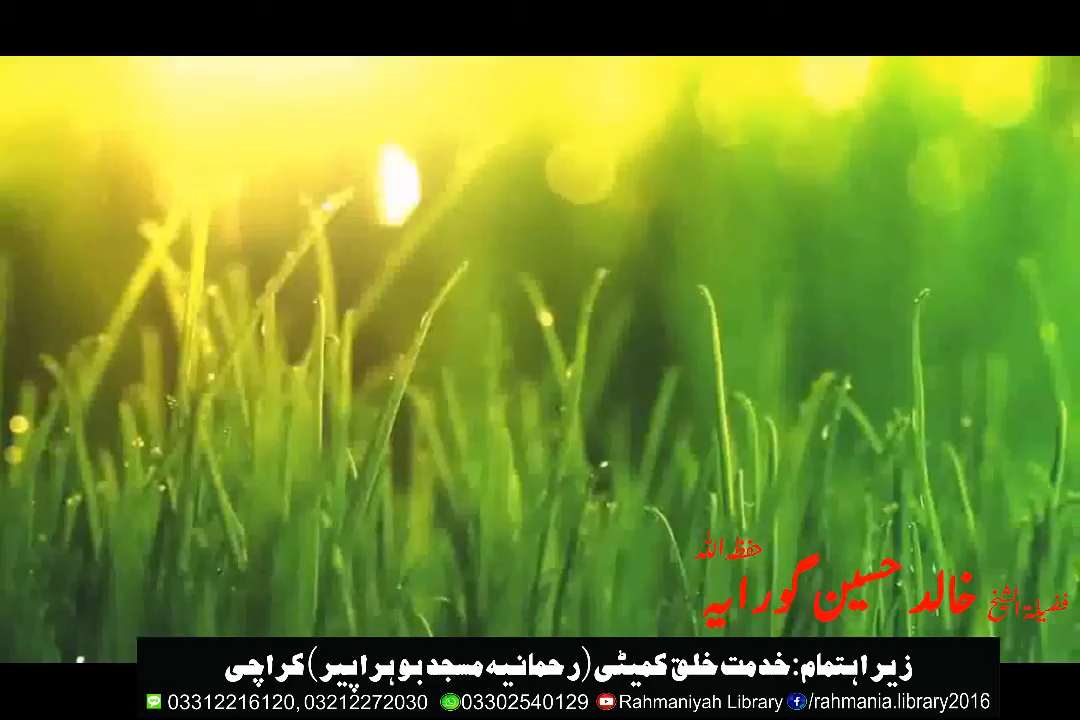 حفظہ اللہ
فضیلۃ الشیخ خالد حسین گورایہ
زیر اہتمام: خدمت خلق کمیٹی (رحمانیہ مسجد بوہرا پیر) کراچی
03312216120, 03212272030 03302540129 Rahmaniyah Library /rahmania.library2016